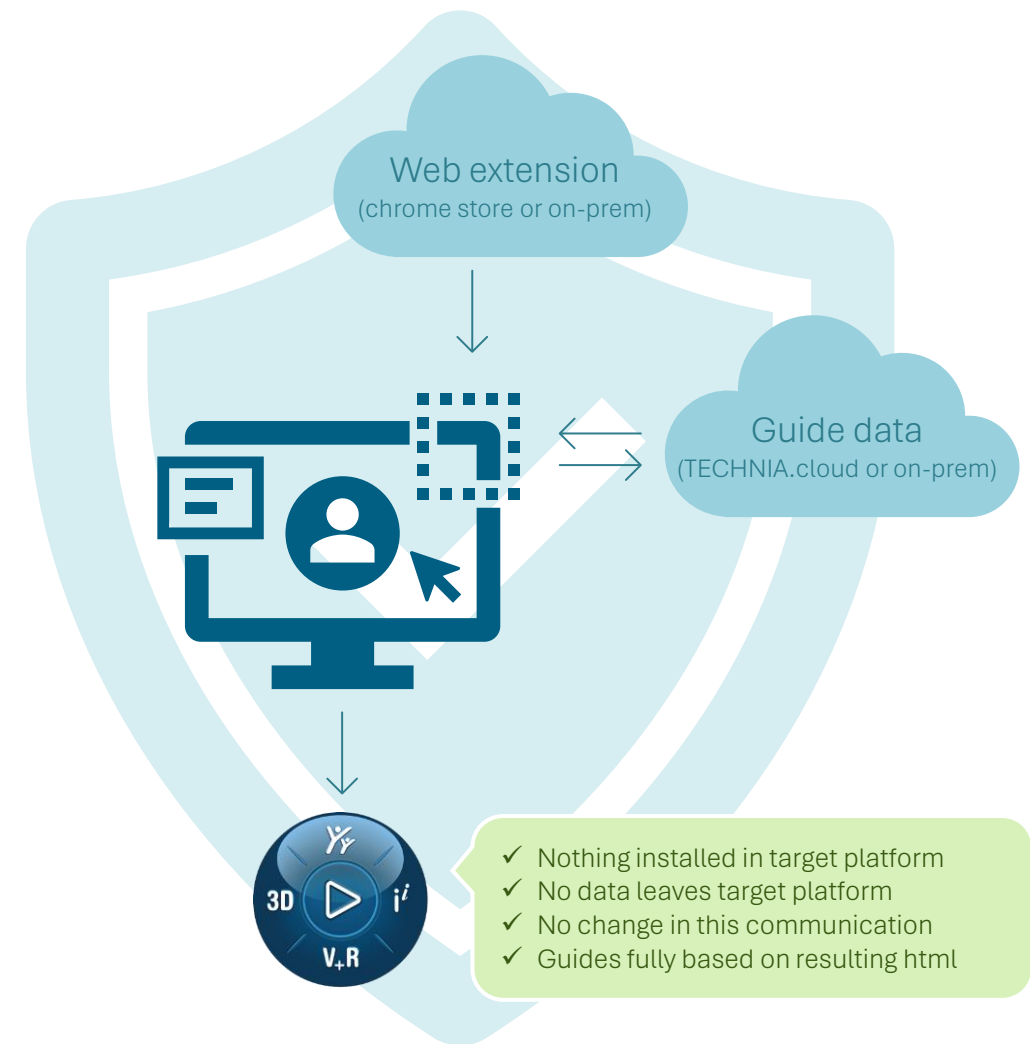 Web extension
(chrome store or on-prem)
Guide data
(TECHNIA.cloud or on-prem)
3D
i i
V+R
✓ Nothing installed in target platform
✓ No data leaves target platform
✓ No change in this communication
✓ Guides fully based on resulting html